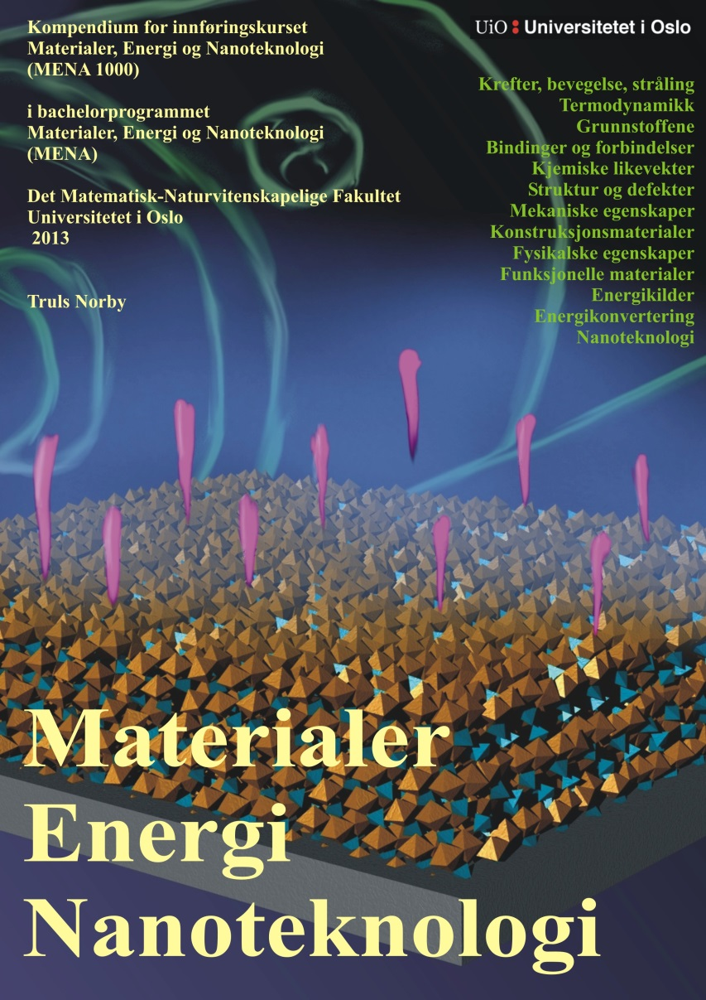 Kompendium for innføringskurset
Materialer, Energi og Nanoteknologi
(MENA 1000)
i bachelorprogrammet
Materialer, Energi og Nanoteknologi
(MENA)
Det Matematisk-Naturvitenskapelige Fakultet
Universitetet i Oslo
2013
Truls Norby
UiO : Universitetet i Oslo
Krefter, bevegelse, stråling
Termodynamikk
Grunnstoffene
Bindinger og forbindelser
Kjemiske likevekter
Struktur og defekter
Mekaniske egenskaper
Konstruksjonsmaterialer
Fysikalske egenskaper
Funksjonelle materialer
Energikilder
Energikonvertering
Nanoteknologi
Materialer
Energi
Nanoteknologi